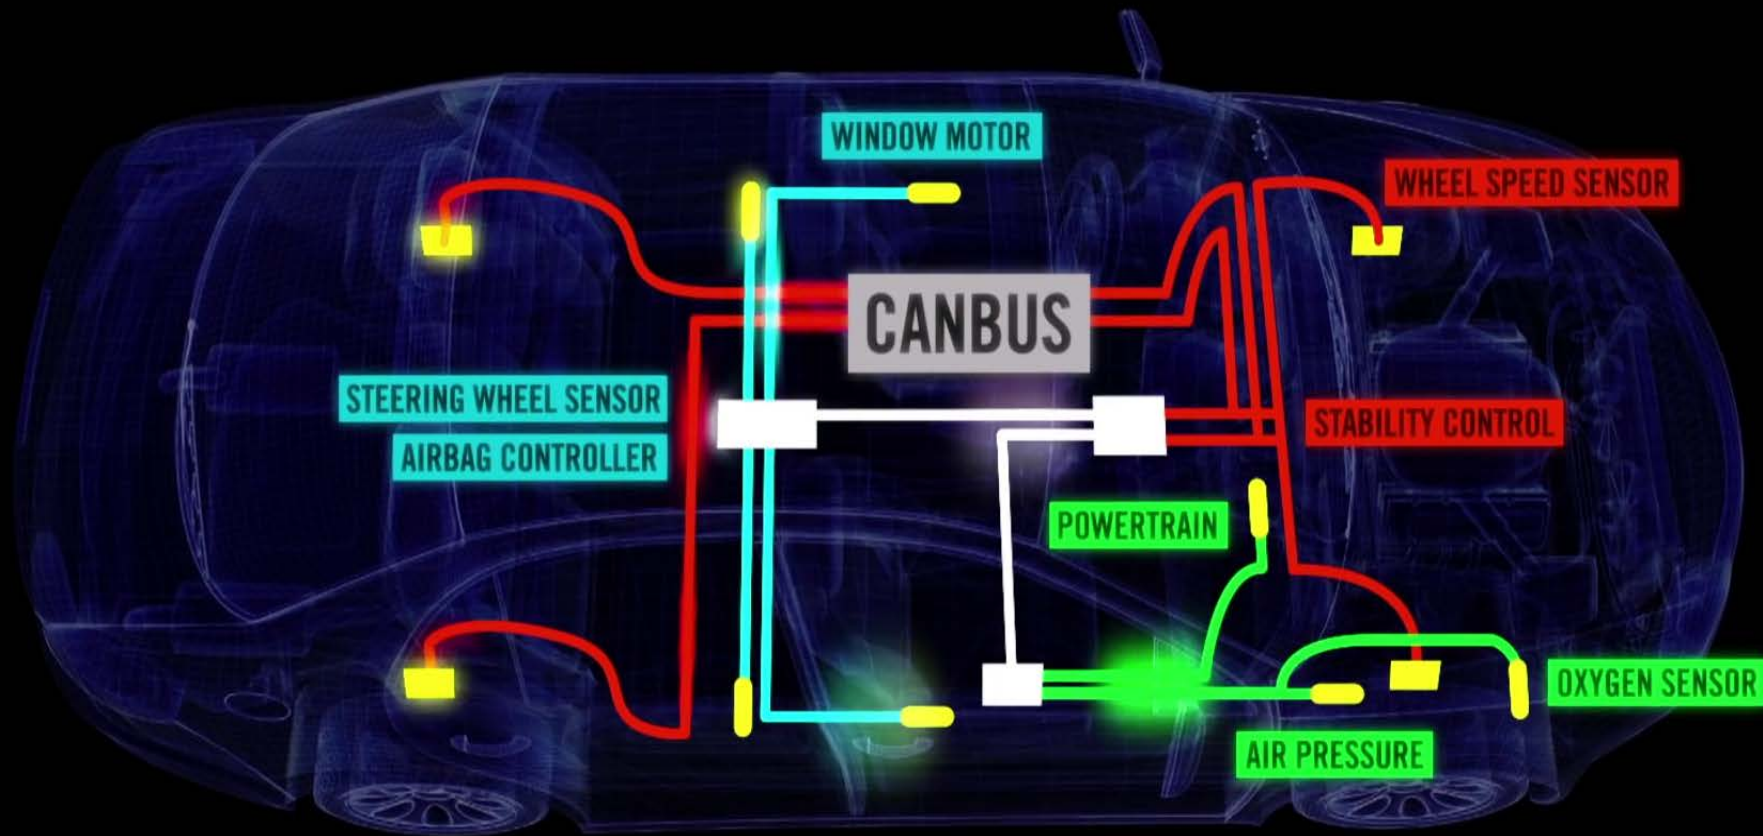 WINDOW MOTOR
WHEEL SPEED SENSOR
CANBUS
STEERING WHEEL SENSOR
AIRBAG CONTROLLER
STABILITY CONTROL
POWERTRAIN
OXYGEN SENSOR
AIR PRESSURE